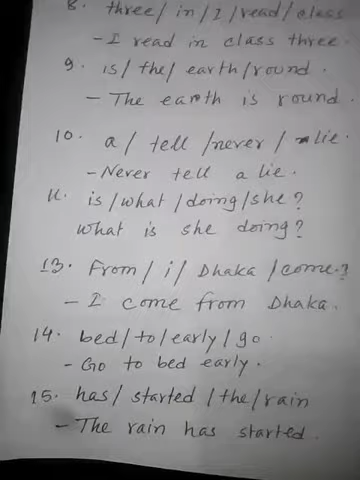 8. three/ in/I/read/class
- I read in class three.
9. is/ the/ earth/round.
- The earth is round.
10. a/ tell /never/ lie.
- Never tell a lie.
11. is/what/doing/she?
What is she doing?
13. From/ i/ Dhaka /come.?
- I come from Dhaka.
14. bed/to/early/go.
- Go to bed early.
15. has/ started /the/rain
- The rain has started.